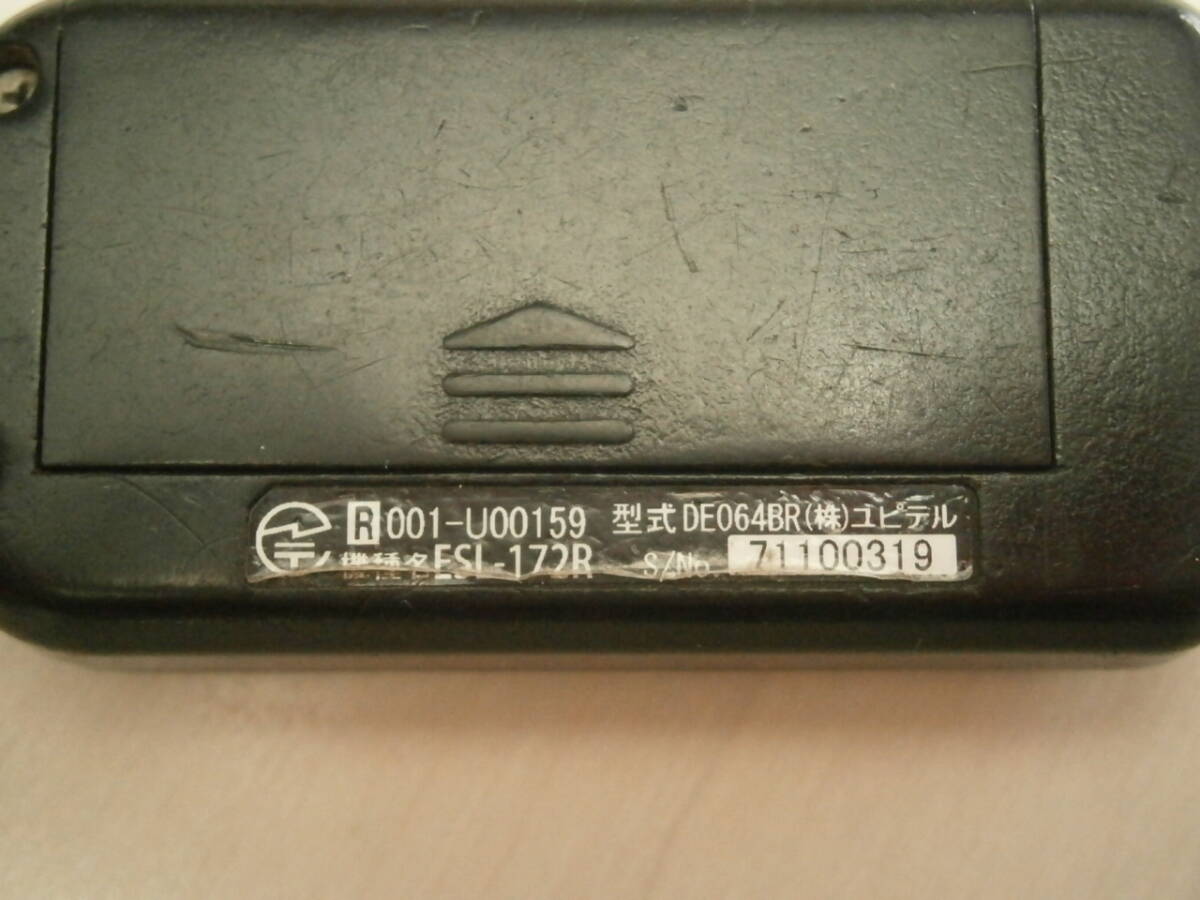 R 001-U00159 型式 DE064BR(株)ユピテル
機種名 ESL-172R S/No. 71100319